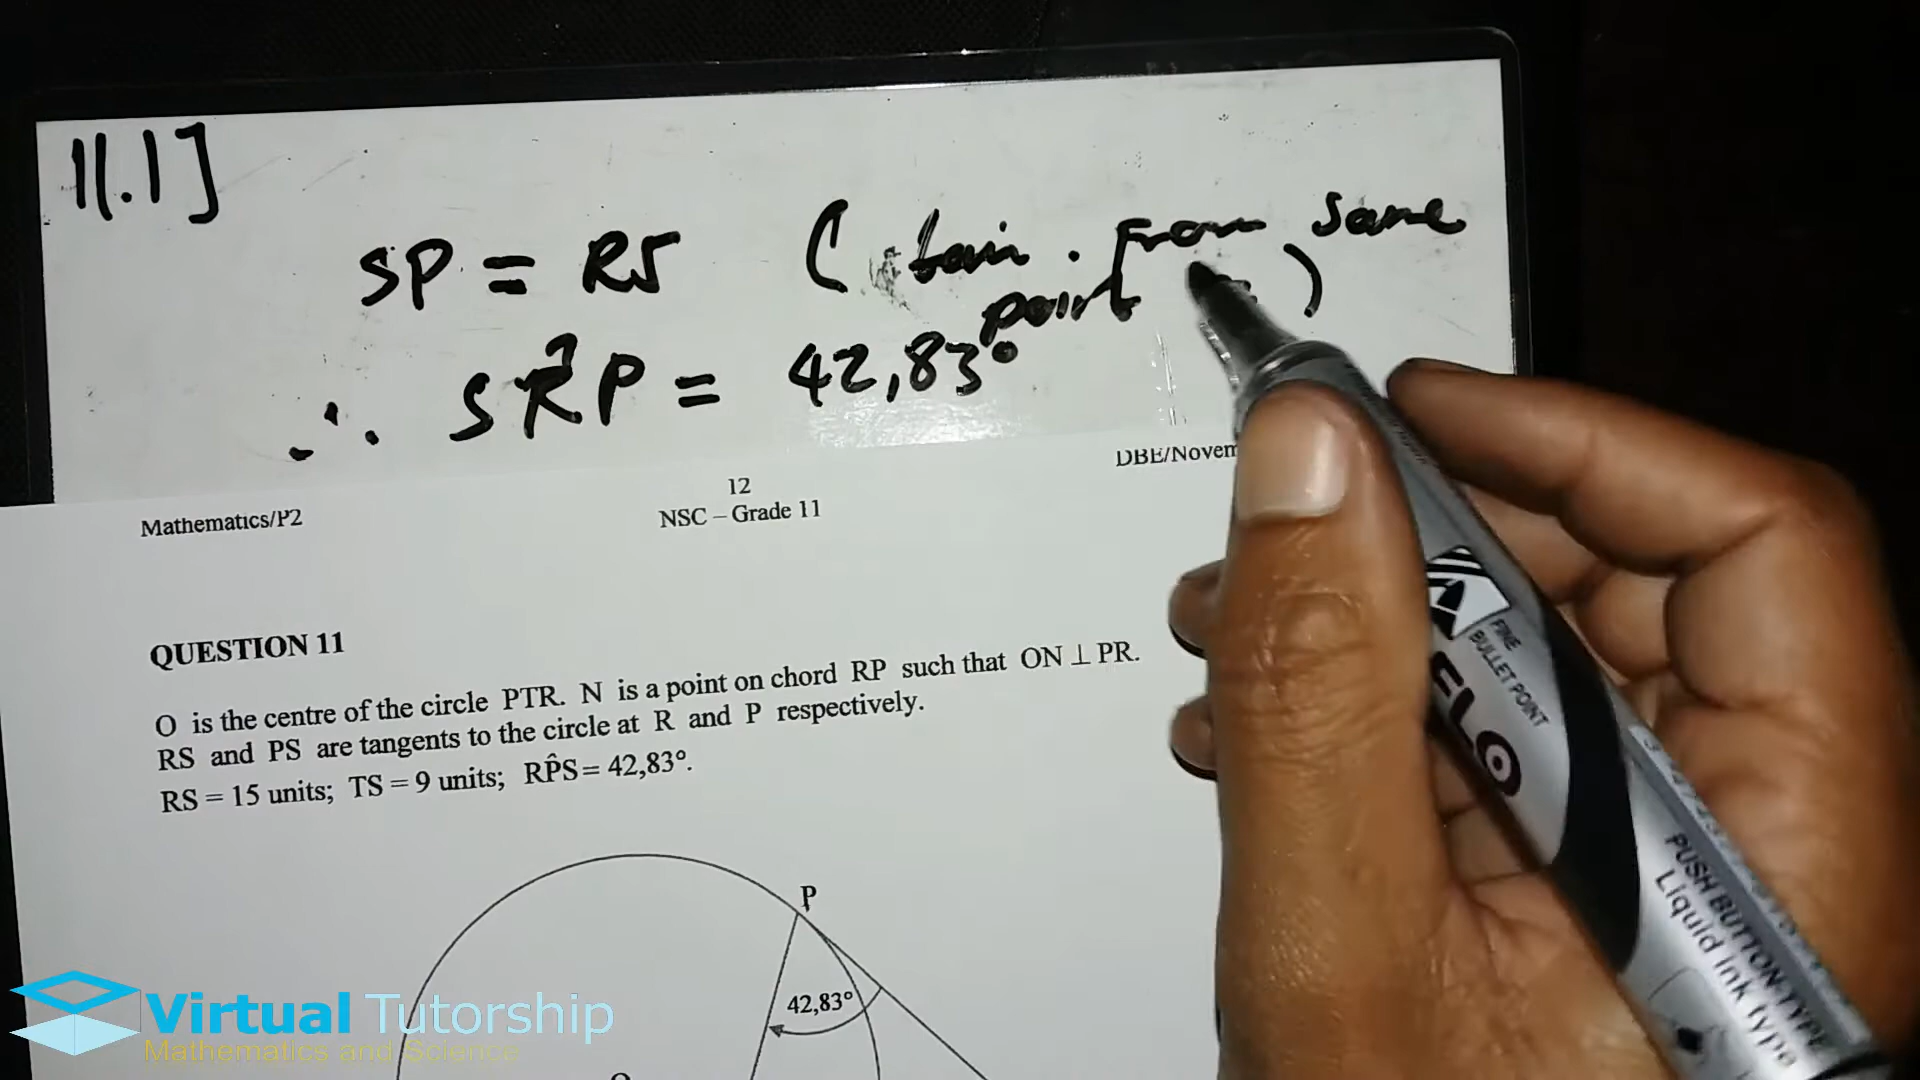 11.1]
SP = RS ( tan. From same
point )
∴ SR̂P = 42,83°
DBE/Novem
12
Mathematics/P2
NSC – Grade 11
QUESTION 11
O is the centre of the circle PTR. N is a point on chord RP such that ON ⊥ PR.
RS and PS are tangents to the circle at R and P respectively.
RS = 15 units; TS = 9 units; RP̂S = 42,83°.
P
42,83°
O
Virtual Tutorship
Mathematics and Science
FINE
BULLET POINT
FLO
PUSH BUTTON-TYPE
Liquid ink type